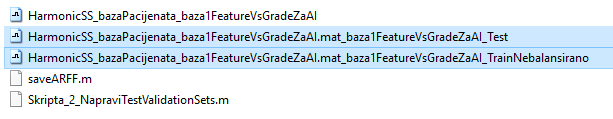 HarmonicSS_bazaPacijenata_baza1FeatureVsGradeZaAI
HarmonicSS_bazaPacijenata_baza1FeatureVsGradeZaAI.mat_baza1FeatureVsGradeZaAI_Test
HarmonicSS_bazaPacijenata_baza1FeatureVsGradeZaAI.mat_baza1FeatureVsGradeZaAI_TrainNebalansirano
saveARFF.m
Skripta_2_NapraviTestValidationSets.m